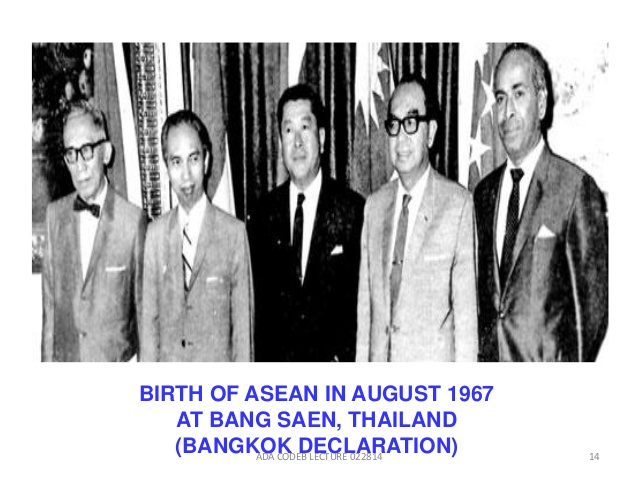 BIRTH OF ASEAN IN AUGUST 1967
AT BANG SAEN, THAILAND
(BANGKOK DECLARATION)
ADA CODEB LECTURE 022814
14